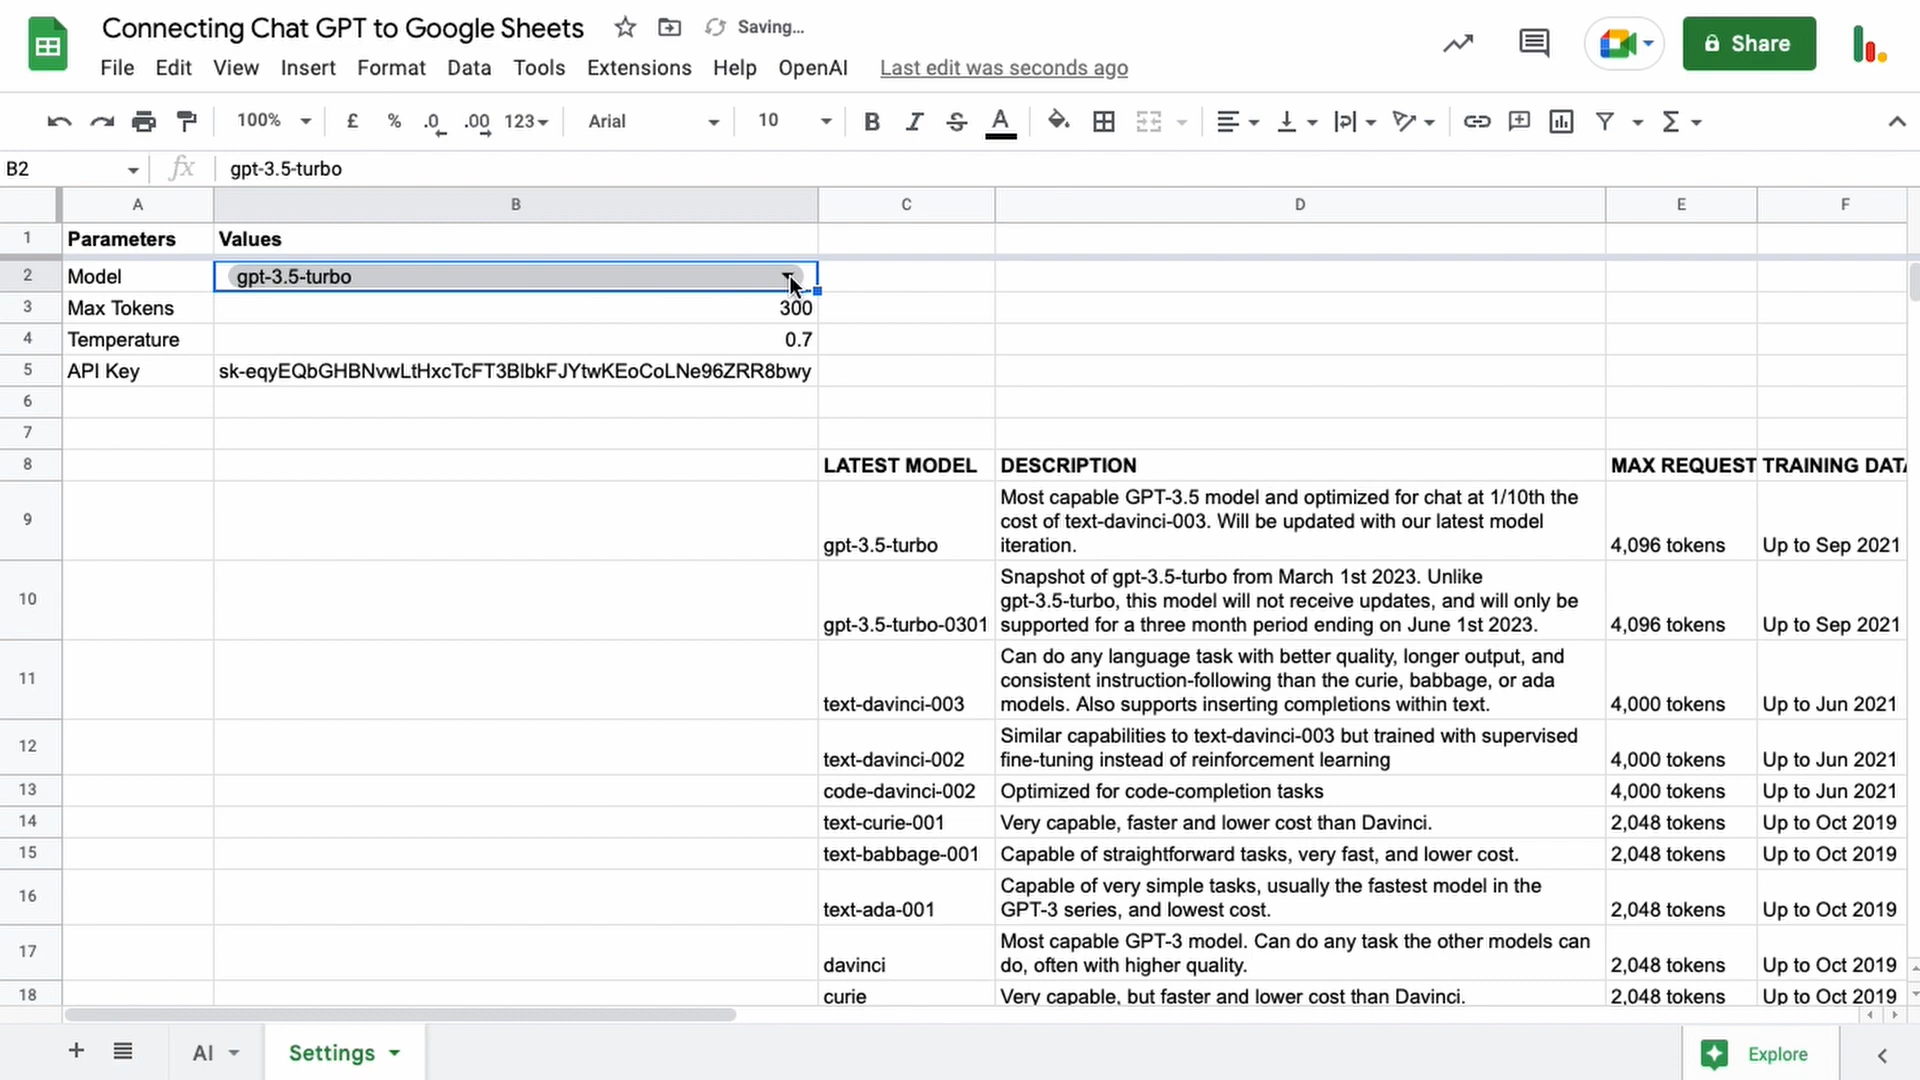 Connecting Chat GPT to Google Sheets Saving...
File Edit View Insert Format Data Tools Extensions Help OpenAI Last edit was seconds ago
Share
100% £ % .0 .00 123 Arial 10 B I S A Σ
B2 fx gpt-3.5-turbo
A B C D E F
1 Parameters Values
2 Model gpt-3.5-turbo
3 Max Tokens 300
4 Temperature 0.7
5 API Key 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
6
7
8 LATEST MODEL DESCRIPTION MAX REQUEST TRAINING DATA
Most capable GPT-3.5 model and optimized for chat at 1/10th the
9 cost of text-davinci-003. Will be updated with our latest model
gpt-3.5-turbo iteration. 4,096 tokens Up to Sep 2021
Snapshot of gpt-3.5-turbo from March 1st 2023. Unlike
10 gpt-3.5-turbo, this model will not receive updates, and will only be
gpt-3.5-turbo-0301 supported for a three month period ending on June 1st 2023. 4,096 tokens Up to Sep 2021
Can do any language task with better quality, longer output, and
11 consistent instruction-following than the curie, babbage, or ada
text-davinci-003 models. Also supports inserting completions within text. 4,000 tokens Up to Jun 2021
12 Similar capabilities to text-davinci-003 but trained with supervised
text-davinci-002 fine-tuning instead of reinforcement learning 4,000 tokens Up to Jun 2021
13 code-davinci-002 Optimized for code-completion tasks 4,000 tokens Up to Jun 2021
14 text-curie-001 Very capable, faster and lower cost than Davinci. 2,048 tokens Up to Oct 2019
15 text-babbage-001 Capable of straightforward tasks, very fast, and lower cost. 2,048 tokens Up to Oct 2019
16 Capable of very simple tasks, usually the fastest model in the
text-ada-001 GPT-3 series, and lowest cost. 2,048 tokens Up to Oct 2019
17 Most capable GPT-3 model. Can do any task the other models can
davinci do, often with higher quality. 2,048 tokens Up to Oct 2019
18 curie Very capable, but faster and lower cost than Davinci. 2,048 tokens Up to Oct 2019
AI Settings Explore